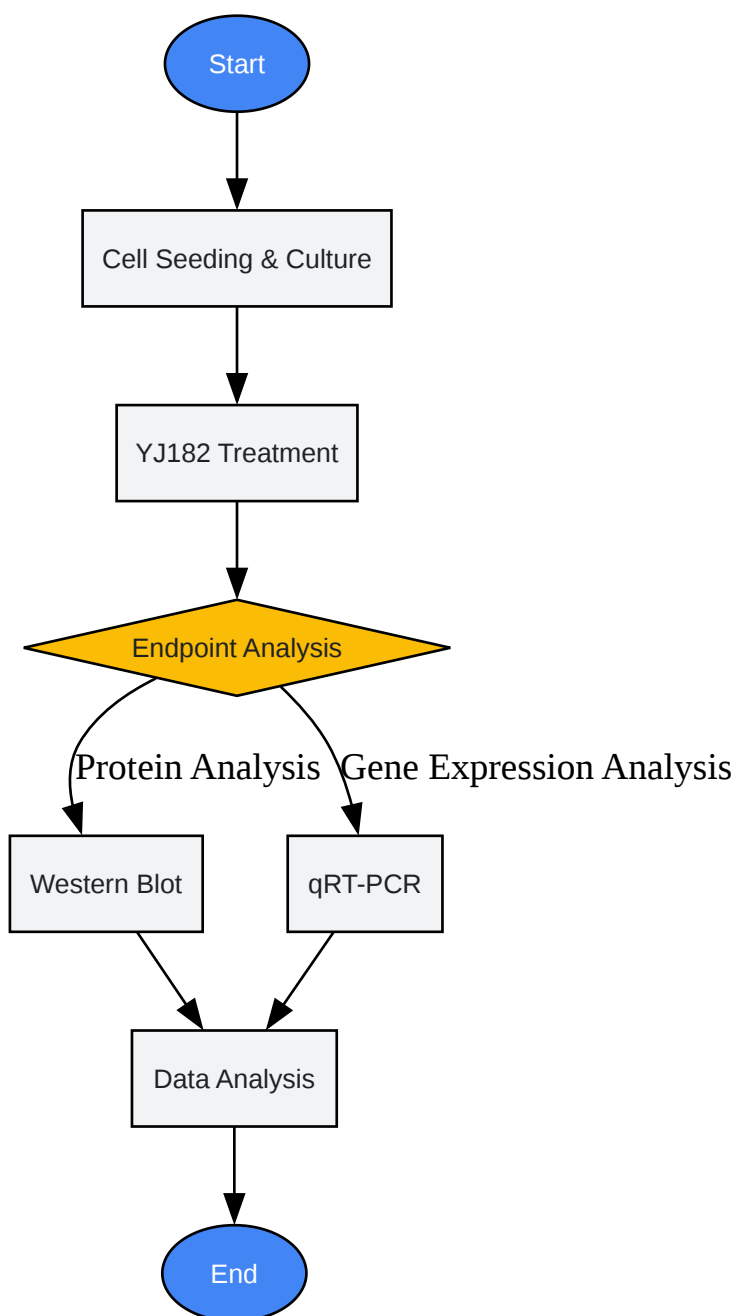 Start
Cell Seeding & Culture
YJ182 Treatment
Endpoint Analysis
Protein Analysis
Gene Expression Analysis
Western Blot
qRT-PCR
Data Analysis
End